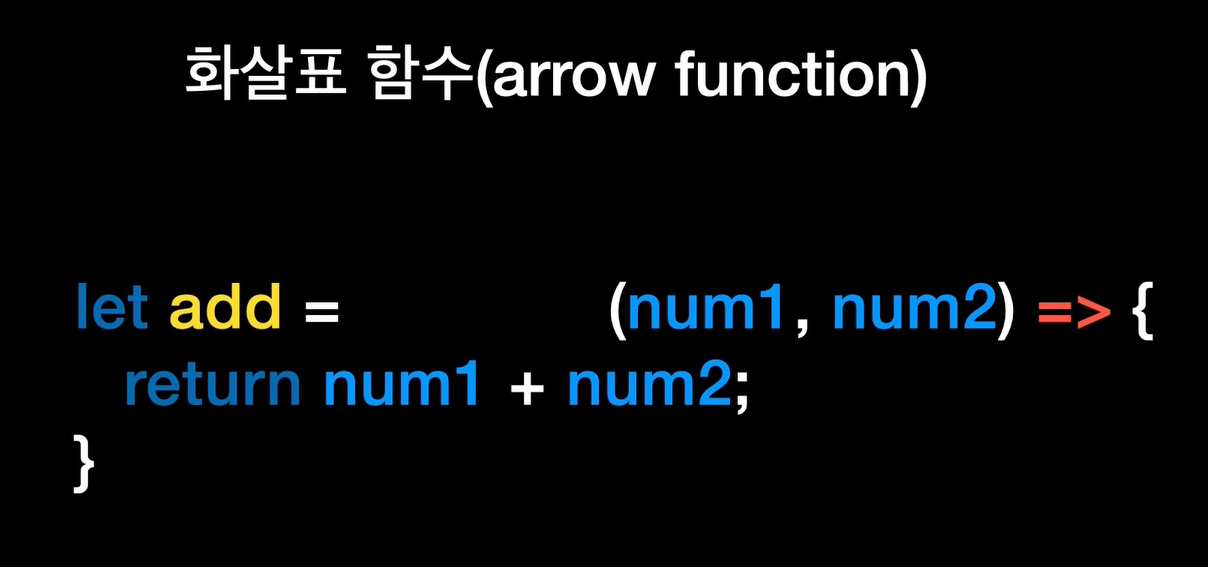 화살표 함수(arrow function)
let add = (num1, num2) => {
return num1 + num2;
}